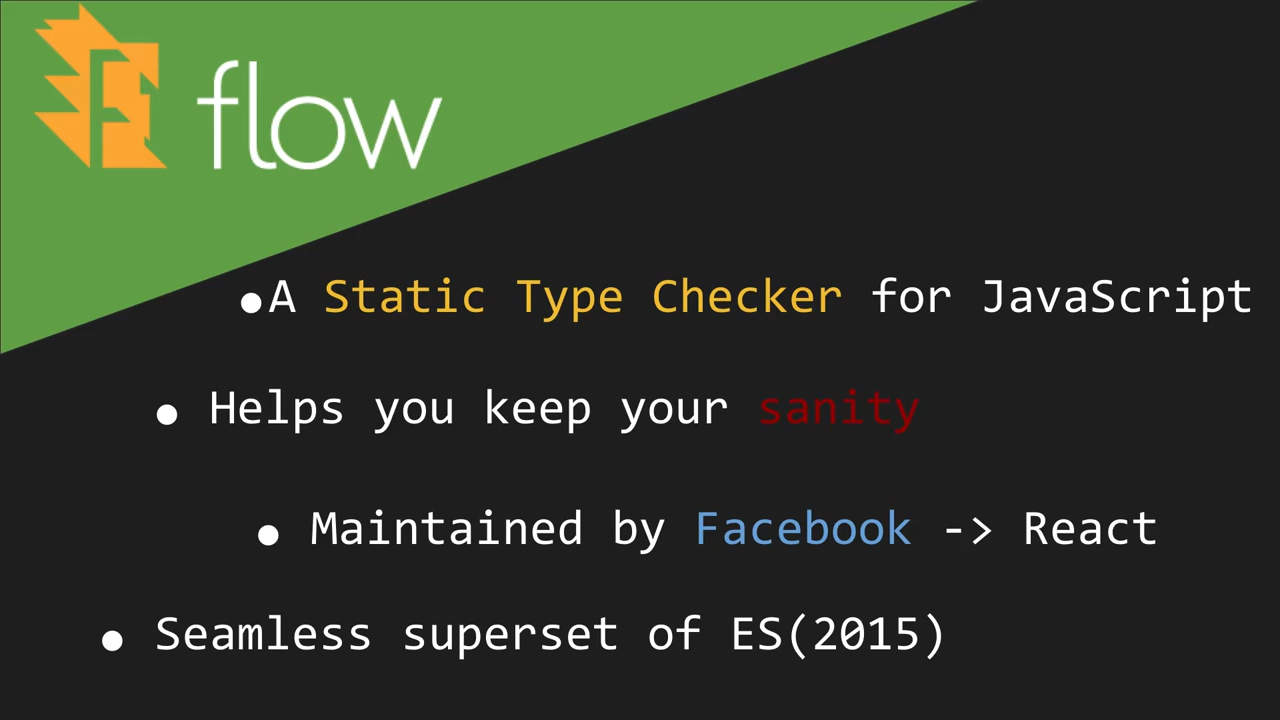 flow
•A Static Type Checker for JavaScript
• Helps you keep your sanity
• Maintained by Facebook -> React
• Seamless superset of ES(2015)